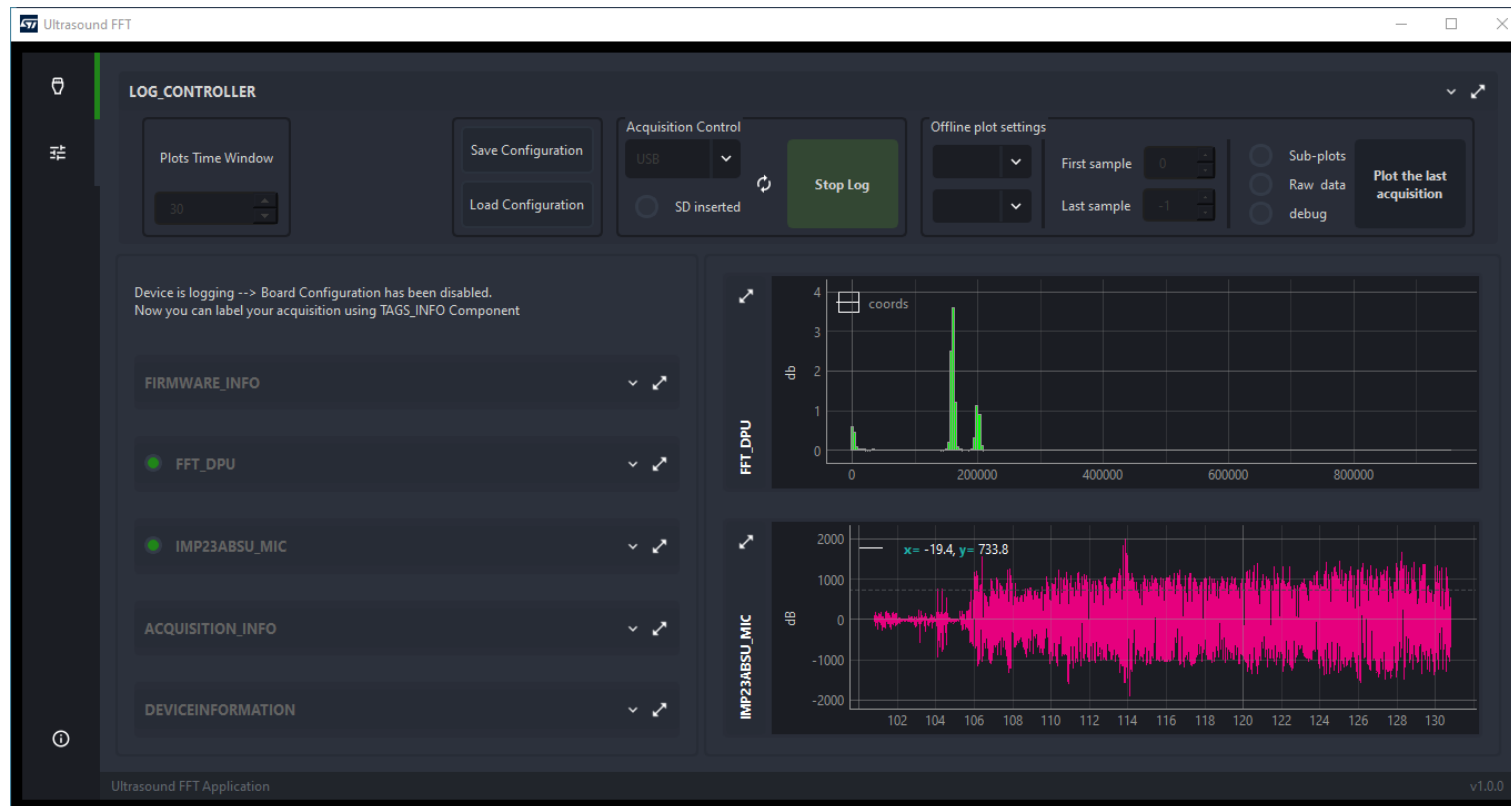 Ultrasound FFT
LOG_CONTROLLER
Plots Time Window
30
Save Configuration
Load Configuration
Acquisition Control
USB
SD inserted
Stop Log
Offline plot settings
First sample
0
Last sample
-1
Sub-plots
Raw data
debug
Plot the last
acquisition
Device is logging --> Board Configuration has been disabled.
Now you can label your acquisition using TAGS_INFO Component
FIRMWARE_INFO
FFT_DPU
IMP23ABSU_MIC
ACQUISITION_INFO
DEVICEINFORMATION
FFT_DPU
db
4
3
2
1
0
coords
0 200000 400000 600000 800000
IMP23ABSU_MIC
dB
2000
1000
0
-1000
-2000
x= -19.4, y= 733.8
102 104 106 108 110 112 114 116 118 120 122 124 126 128 130
Ultrasound FFT Application
v1.0.0